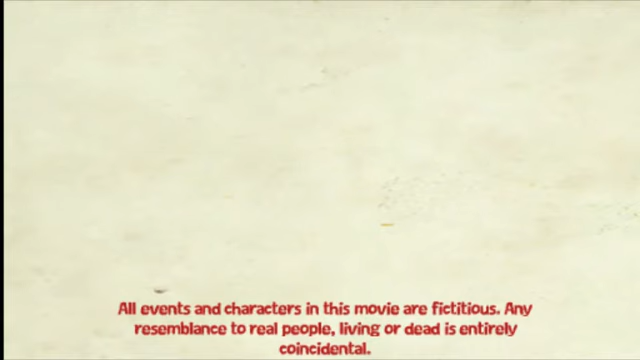 All events and characters in this movie are fictitious. Any
resemblance to real people, living or dead is entirely
coincidental.